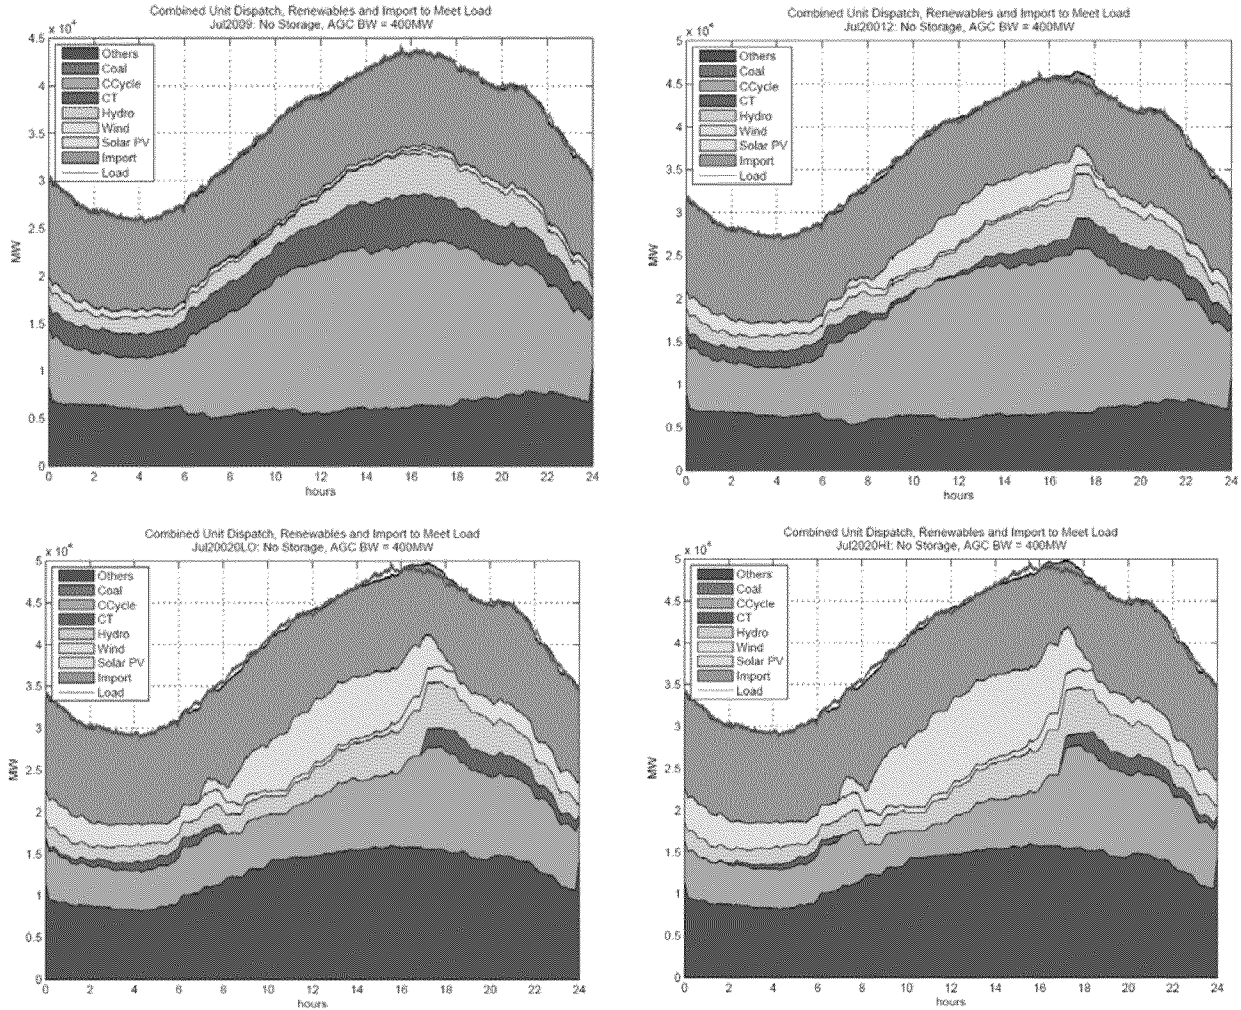 Combined Unit Dispatch, Renewables and Import to Meet Load
Jul2009: No Storage, AGC BW = 400MW
x 10⁴
4.5
4
3.5
3
2.5
2
1.5
1
0.5
0
MW
Others
Coal
CCycle
CT
Hydro
Wind
Solar PV
Import
Load
0 2 4 6 8 10 12 14 16 18 20 22 24
hours
Combined Unit Dispatch, Renewables and Import to Meet Load
Jul20012: No Storage, AGC BW = 400MW
x 10⁴
5
4.5
4
3.5
3
2.5
2
1.5
1
0.5
0
MW
Others
Coal
CCycle
CT
Hydro
Wind
Solar PV
Import
Load
0 2 4 6 8 10 12 14 16 18 20 22 24
hours
Combined Unit Dispatch, Renewables and Import to Meet Load
Jul20020LO: No Storage, AGC BW = 400MW
x 10⁴
5
4.5
4
3.5
3
2.5
2
1.5
1
0.5
0
MW
Others
Coal
CCycle
CT
Hydro
Wind
Solar PV
Import
Load
0 2 4 6 8 10 12 14 16 18 20 22 24
hours
Combined Unit Dispatch, Renewables and Import to Meet Load
Jul2020HI: No Storage, AGC BW = 400MW
x 10⁴
5
4.5
4
3.5
3
2.5
2
1.5
1
0.5
0
MW
Others
Coal
CCycle
CT
Hydro
Wind
Solar PV
Import
Load
0 2 4 6 8 10 12 14 16 18 20 22 24
hours